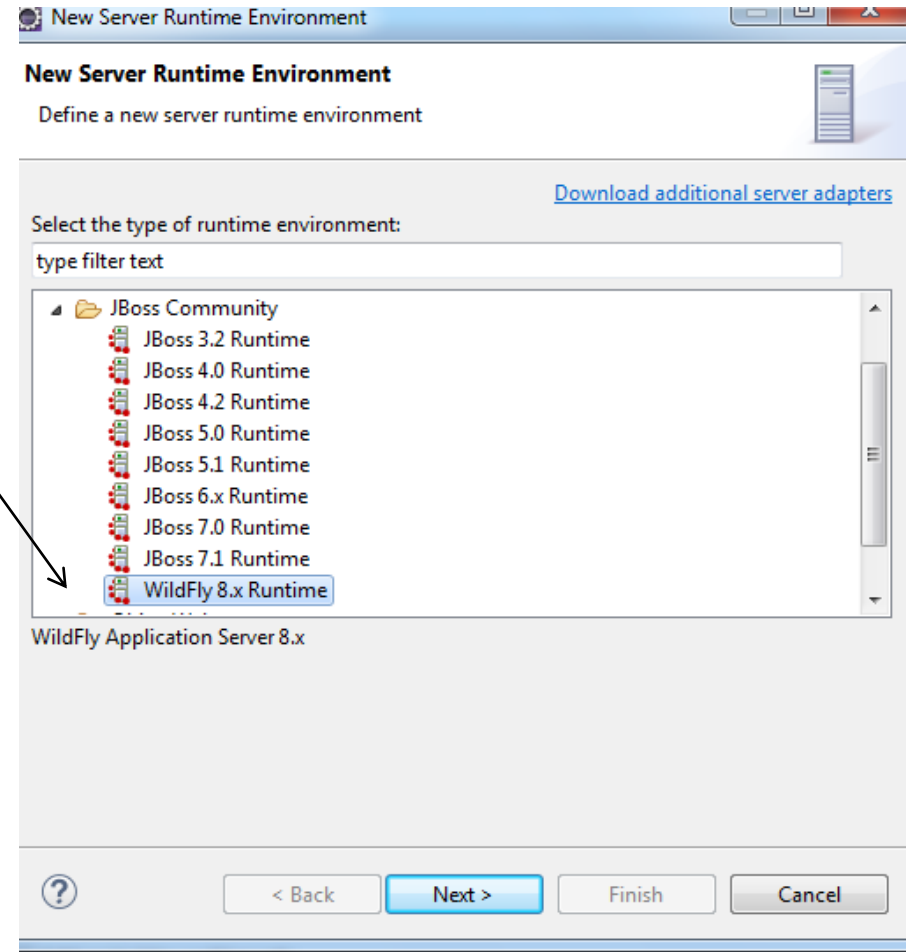 New Server Runtime Environment
New Server Runtime Environment
Define a new server runtime environment
Download additional server adapters
Select the type of runtime environment:
type filter text
JBoss Community
JBoss 3.2 Runtime
JBoss 4.0 Runtime
JBoss 4.2 Runtime
JBoss 5.0 Runtime
JBoss 5.1 Runtime
JBoss 6.x Runtime
JBoss 7.0 Runtime
JBoss 7.1 Runtime
WildFly 8.x Runtime
WildFly Application Server 8.x
< Back
Next >
Finish
Cancel